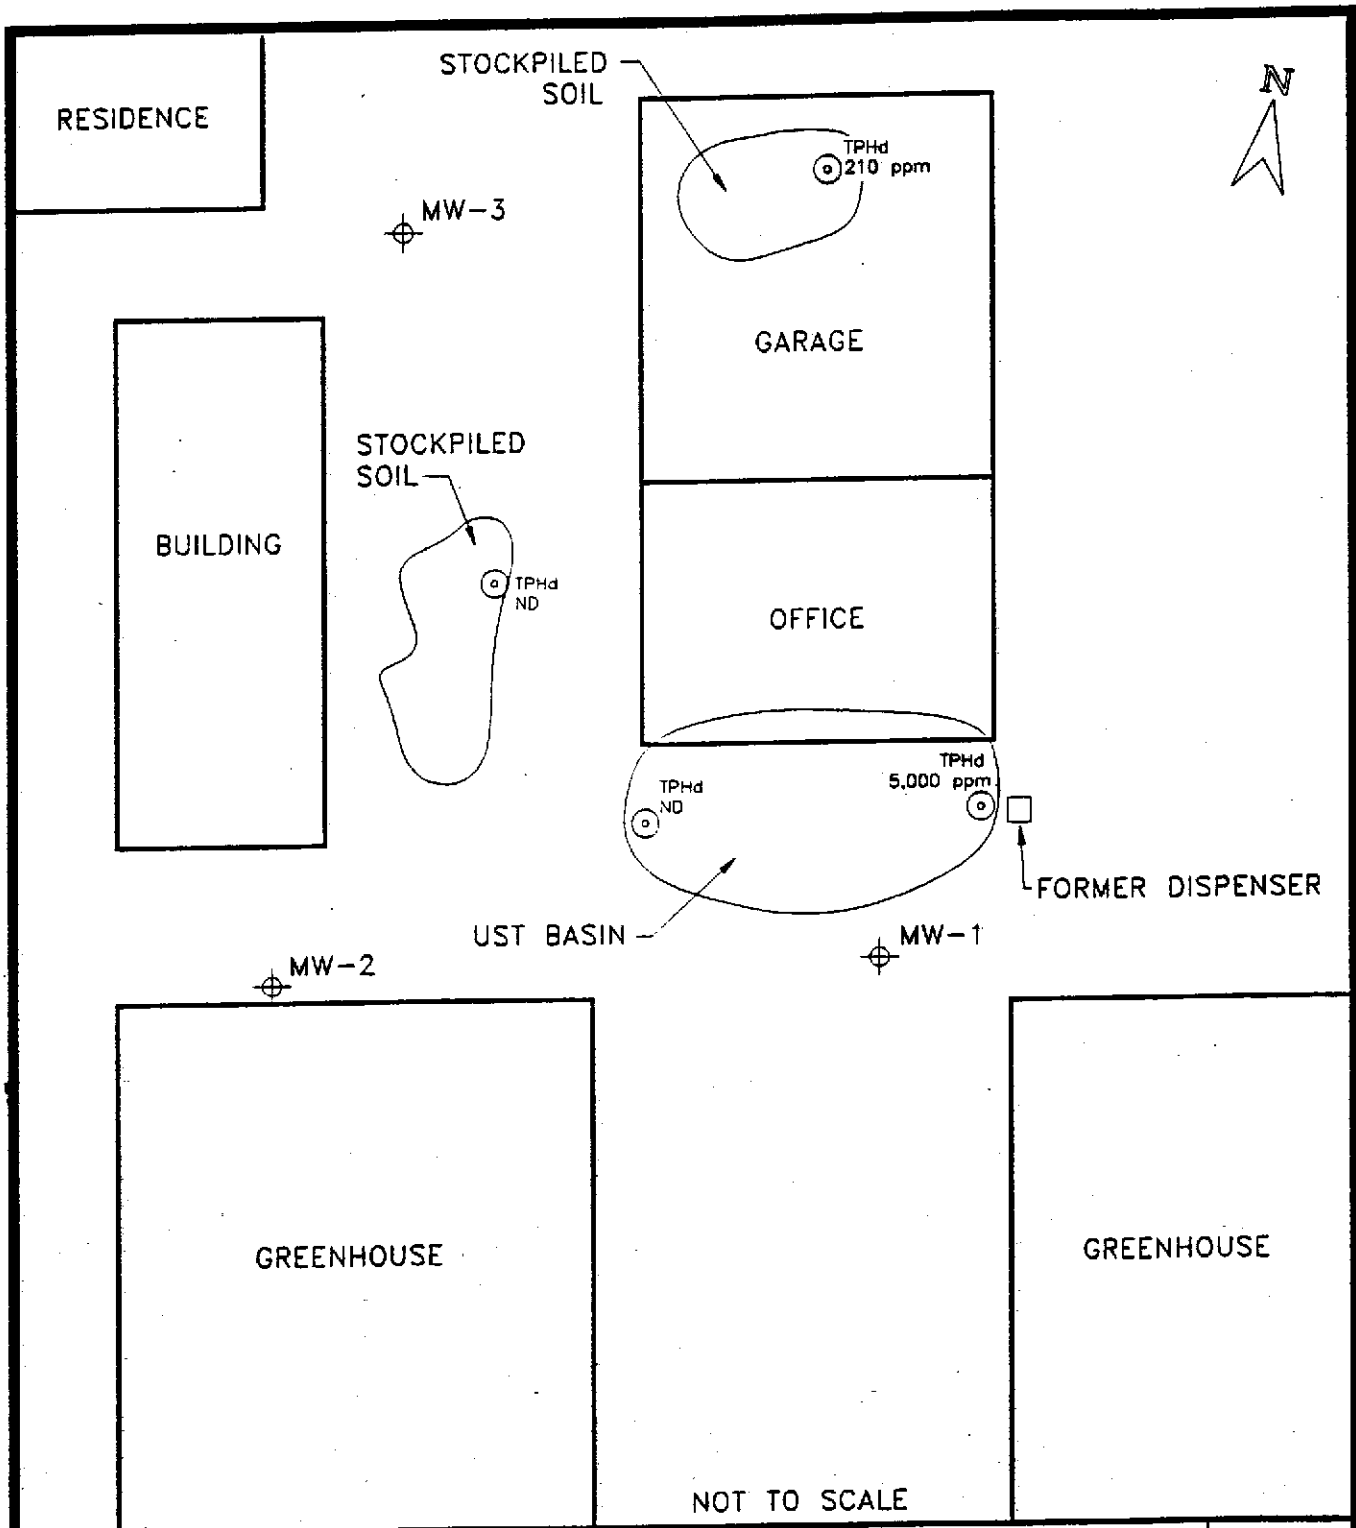 STOCKPILED
SOIL
N
RESIDENCE
TPHd
210 ppm
MW-3
GARAGE
STOCKPILED
SOIL
BUILDING
TPHd
ND
OFFICE
TPHd
5,000 ppm
TPHd
ND
FORMER DISPENSER
UST BASIN
MW-1
MW-2
GREENHOUSE
GREENHOUSE
NOT TO SCALE